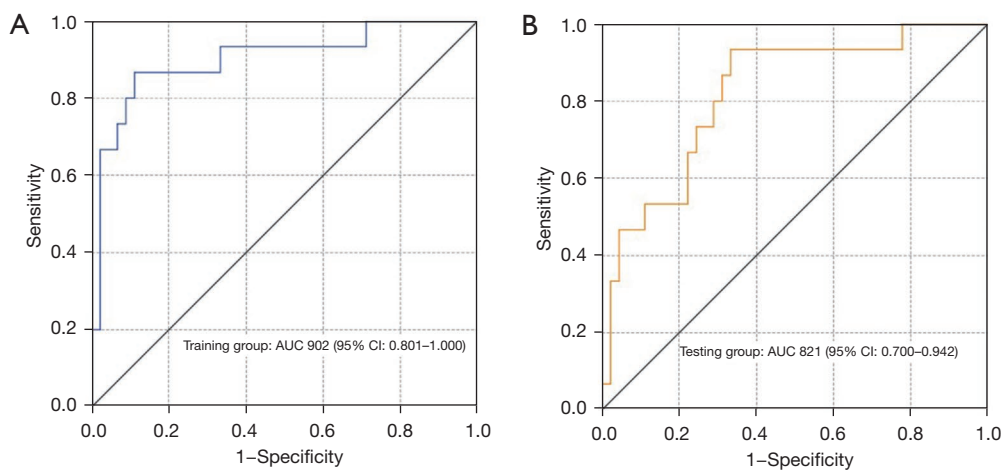 A
1.0
0.8
0.6
0.4
0.2
0.0
Sensitivity
Training group: AUC 902 (95% CI: 0.801–1.000)
0.0 0.2 0.4 0.6 0.8 1.0
1−Specificity
B
1.0
0.8
0.6
0.4
0.2
0.0
Sensitivity
Testing group: AUC 821 (95% CI: 0.700–0.942)
0.0 0.2 0.4 0.6 0.8 1.0
1−Specificity